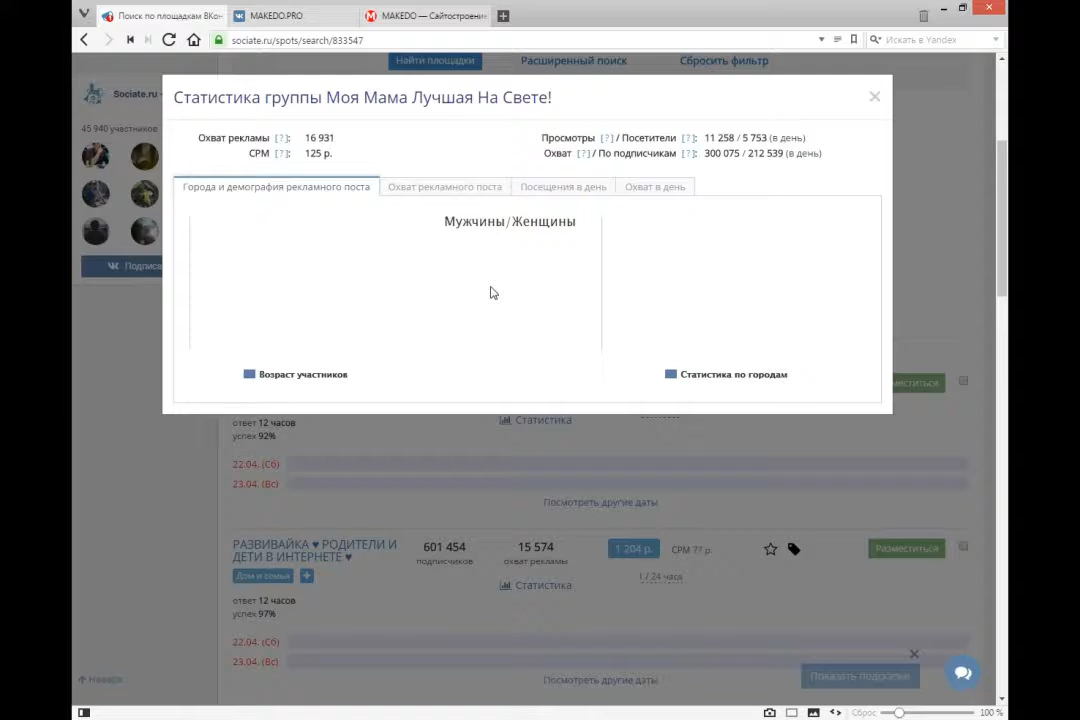 Поиск по площадкам ВКон
MAKEDO.PRO
MAKEDO — Сайтостроение
sociate.ru/spots/search/833547
Искать в Yandex
Найти площадки
Расширенный поиск
Сбросить фильтр
Sociate.ru -
45 940 участников
Подписа
Статистика группы Моя Мама Лучшая На Свете!
Охват рекламы [?]: 16 931
CPM [?]: 125 р.
Просмотры [?] / Посетители [?]: 11 258 / 5 753 (в день)
Охват [?] / По подписчикам [?]: 300 075 / 212 539 (в день)
Города и демография рекламного поста
Охват рекламного поста
Посещения в день
Охват в день
Мужчины/Женщины
Возраст участников
Статистика по городам
меститься
ответ 12 часов
успех 92%
Статистика
22.04. (Сб)
23.04. (Вс)
Посмотреть другие даты
РАЗВИВАЙКА ♥ РОДИТЕЛИ И
ДЕТИ В ИНТЕРНЕТЕ ♥
601 454
подписчиков
15 574
охват рекламы
1 204 р.
CPM 77 р.
Разместиться
Дом и семья
+
1 / 24 часа
Статистика
ответ 12 часов
успех 97%
22.04. (Сб)
23.04. (Вс)
Посмотреть другие даты
Наверх
Показать подсказки
Сброс
100 %